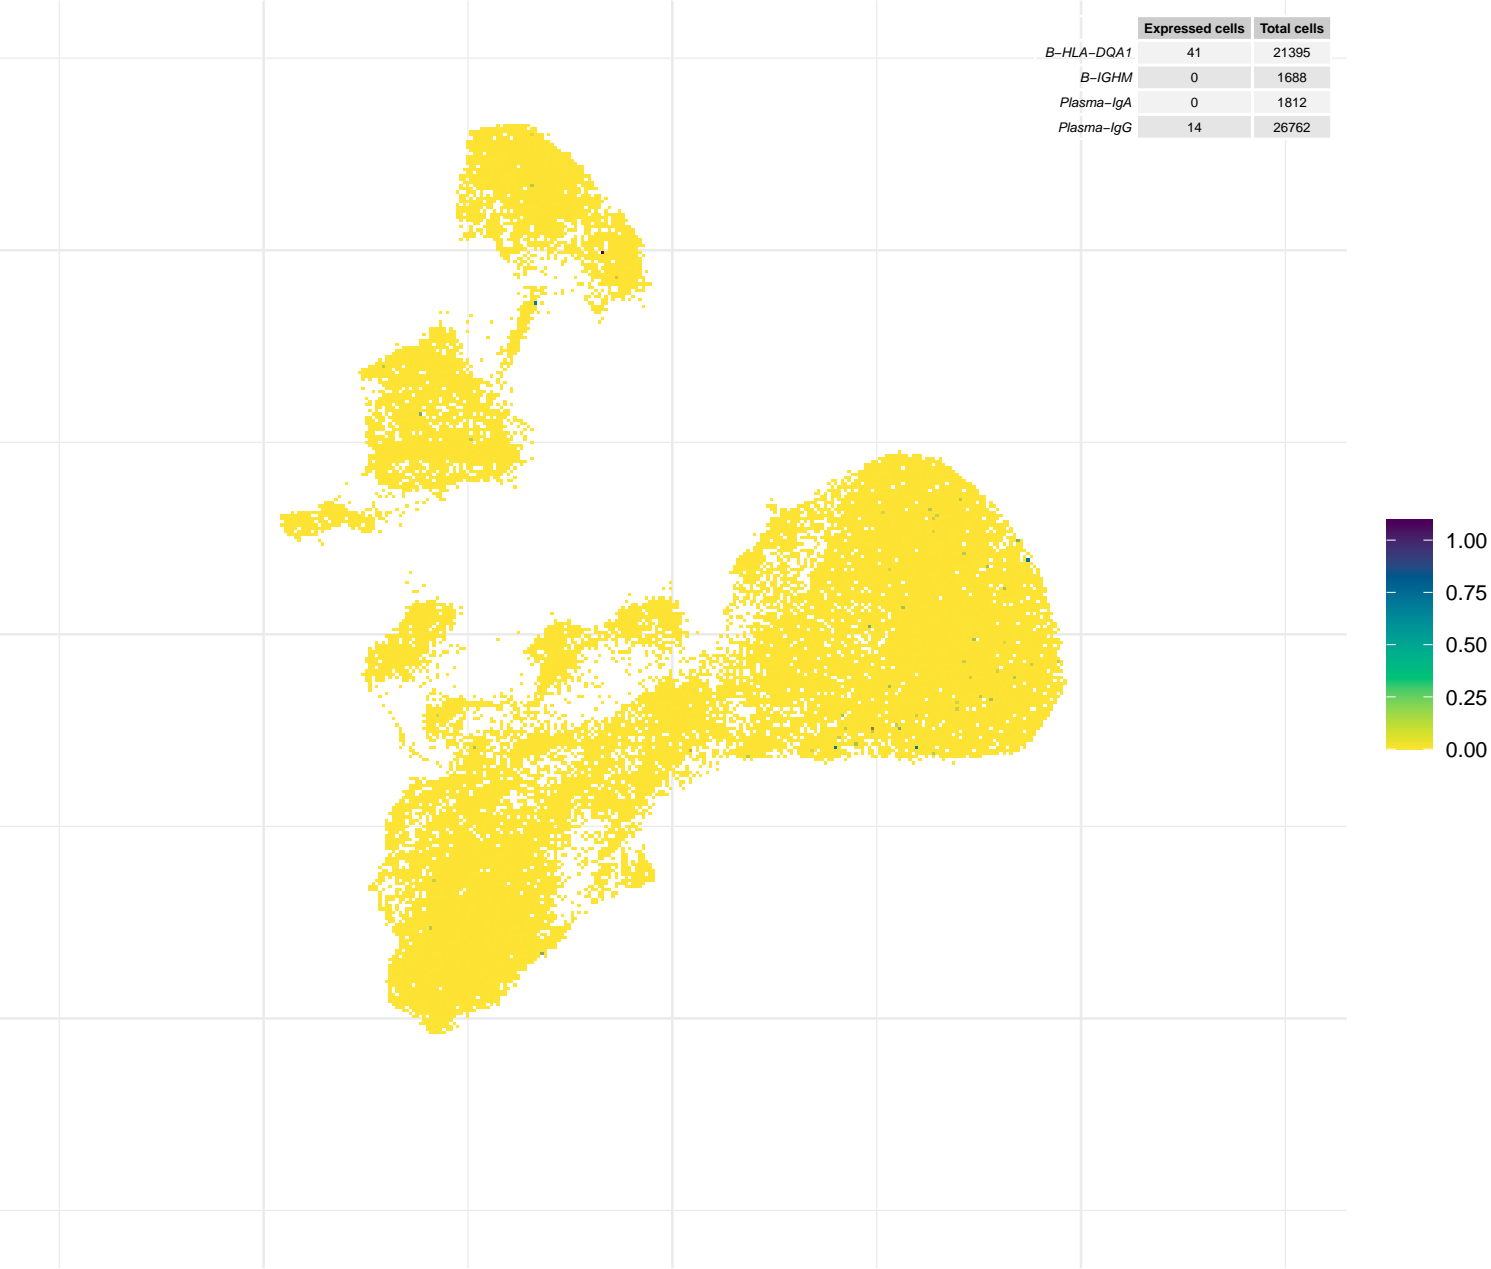 Expressed cells Total cells
B−HLA−DQA1 41 21395
B−IGHM 0 1688
Plasma−IgA 0 1812
Plasma−IgG 14 26762
1.00
0.75
0.50
0.25
0.00